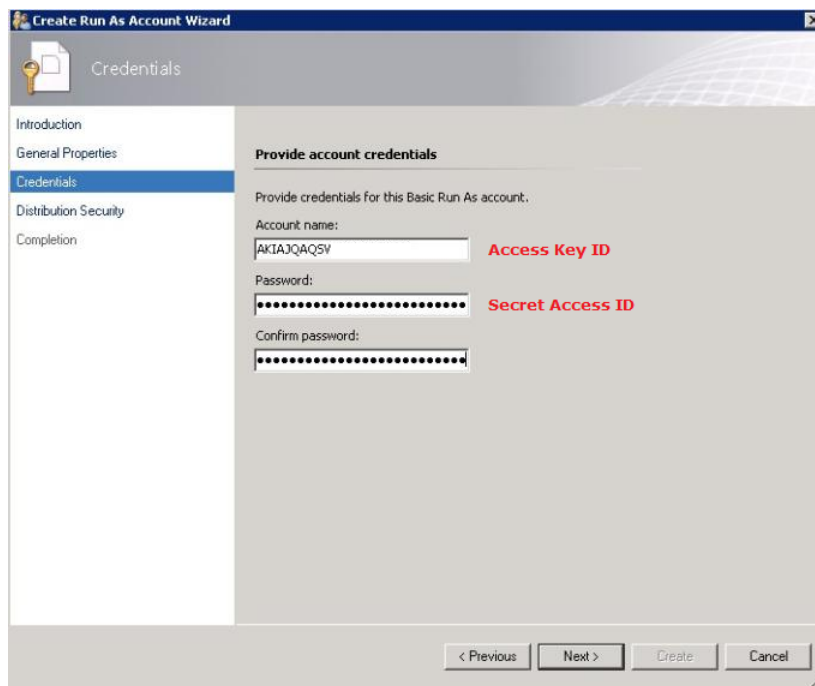 Create Run As Account Wizard
Credentials
Introduction
General Properties
Credentials
Distribution Security
Completion
Provide account credentials
Provide credentials for this Basic Run As account.
Account name:
AKIAJQAQSV
Access Key ID
Password:
●●●●●●●●●●●●●●●●●●●●●●●●●●
Secret Access ID
Confirm password:
●●●●●●●●●●●●●●●●●●●●●●●●●●
< Previous
Next >
Create
Cancel